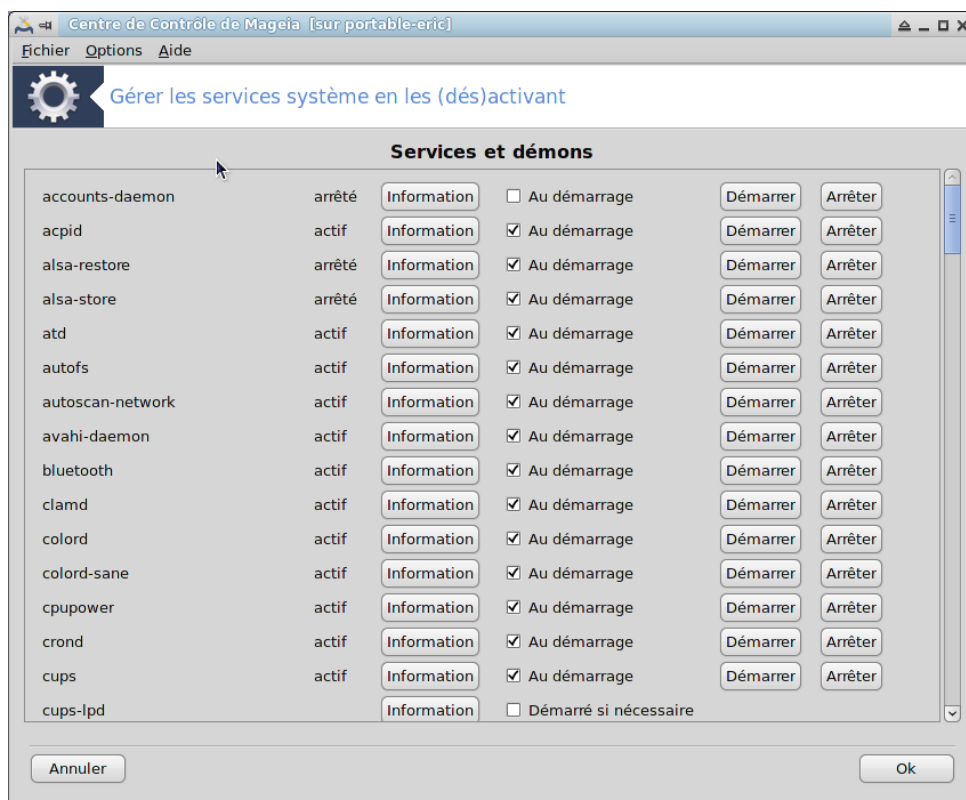 Centre de Contrôle de Mageia [sur portable-eric]
Fichier Options Aide
Gérer les services système en les (dés)activant
Services et démons
accounts-daemon arrêté Information Au démarrage Démarrer Arrêter
acpid actif Information Au démarrage Démarrer Arrêter
alsa-restore arrêté Information Au démarrage Démarrer Arrêter
alsa-store arrêté Information Au démarrage Démarrer Arrêter
atd actif Information Au démarrage Démarrer Arrêter
autofs actif Information Au démarrage Démarrer Arrêter
autoscan-network actif Information Au démarrage Démarrer Arrêter
avahi-daemon actif Information Au démarrage Démarrer Arrêter
bluetooth actif Information Au démarrage Démarrer Arrêter
clamd actif Information Au démarrage Démarrer Arrêter
colord actif Information Au démarrage Démarrer Arrêter
colord-sane actif Information Au démarrage Démarrer Arrêter
cpupower actif Information Au démarrage Démarrer Arrêter
crond actif Information Au démarrage Démarrer Arrêter
cups actif Information Au démarrage Démarrer Arrêter
cups-lpd Information Démarré si nécessaire
Annuler Ok